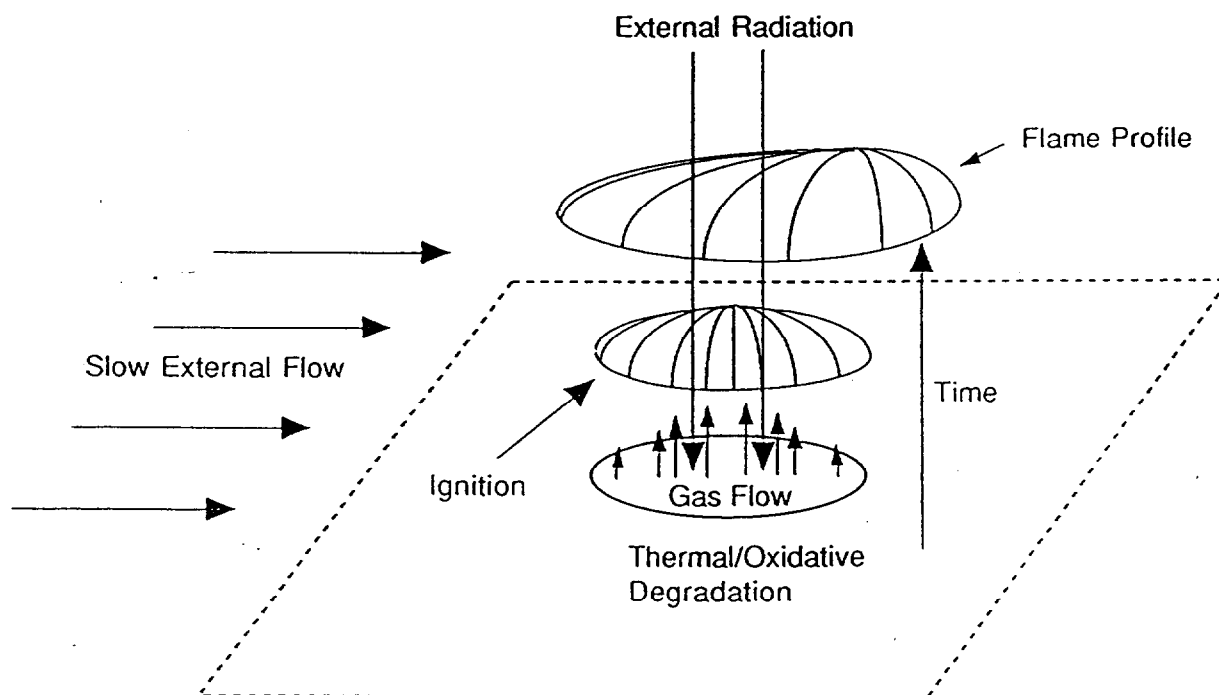 External Radiation
Flame Profile
Slow External Flow
Time
Ignition
Gas Flow
Thermal/Oxidative
Degradation